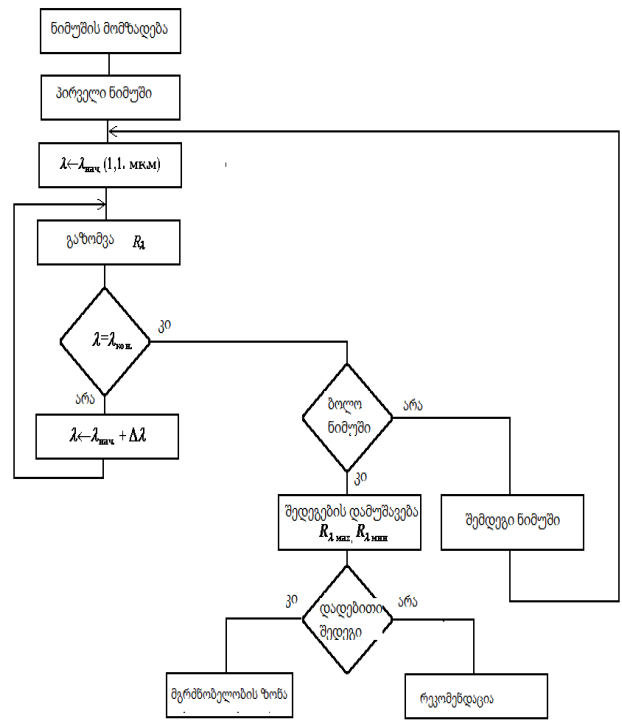 ნიმუშის მომზადება
პირველი ნიმუში
λ←λнач. (1,1. мкм)
გაზომვა Rλ
λ=λкон.
კი
არა
λ←λнач. + Δλ
ბოლო
ნიმუში
არა
კი
შედეგების დამუშავება
Rλ max, Rλ мин
შემდეგი ნიმუში
კი
დადებითი
შედეგი
არა
მგრძნობელობის ზონა
რეკომენდაცია